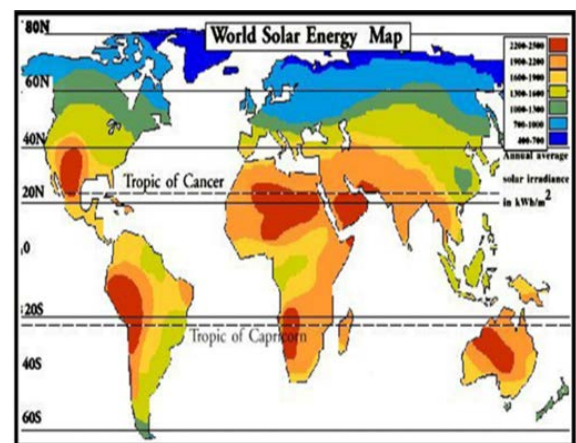 80N
World Solar Energy Map
2200-2500
1900-2200
1600-1900
1300-1600
1000-1300
700-1000
400-700
60N
40N
Annual average
solar irradiance
in kWh/m2
Tropic of Cancer
20N
0
20S
Tropic of Capricorn
40S
60S